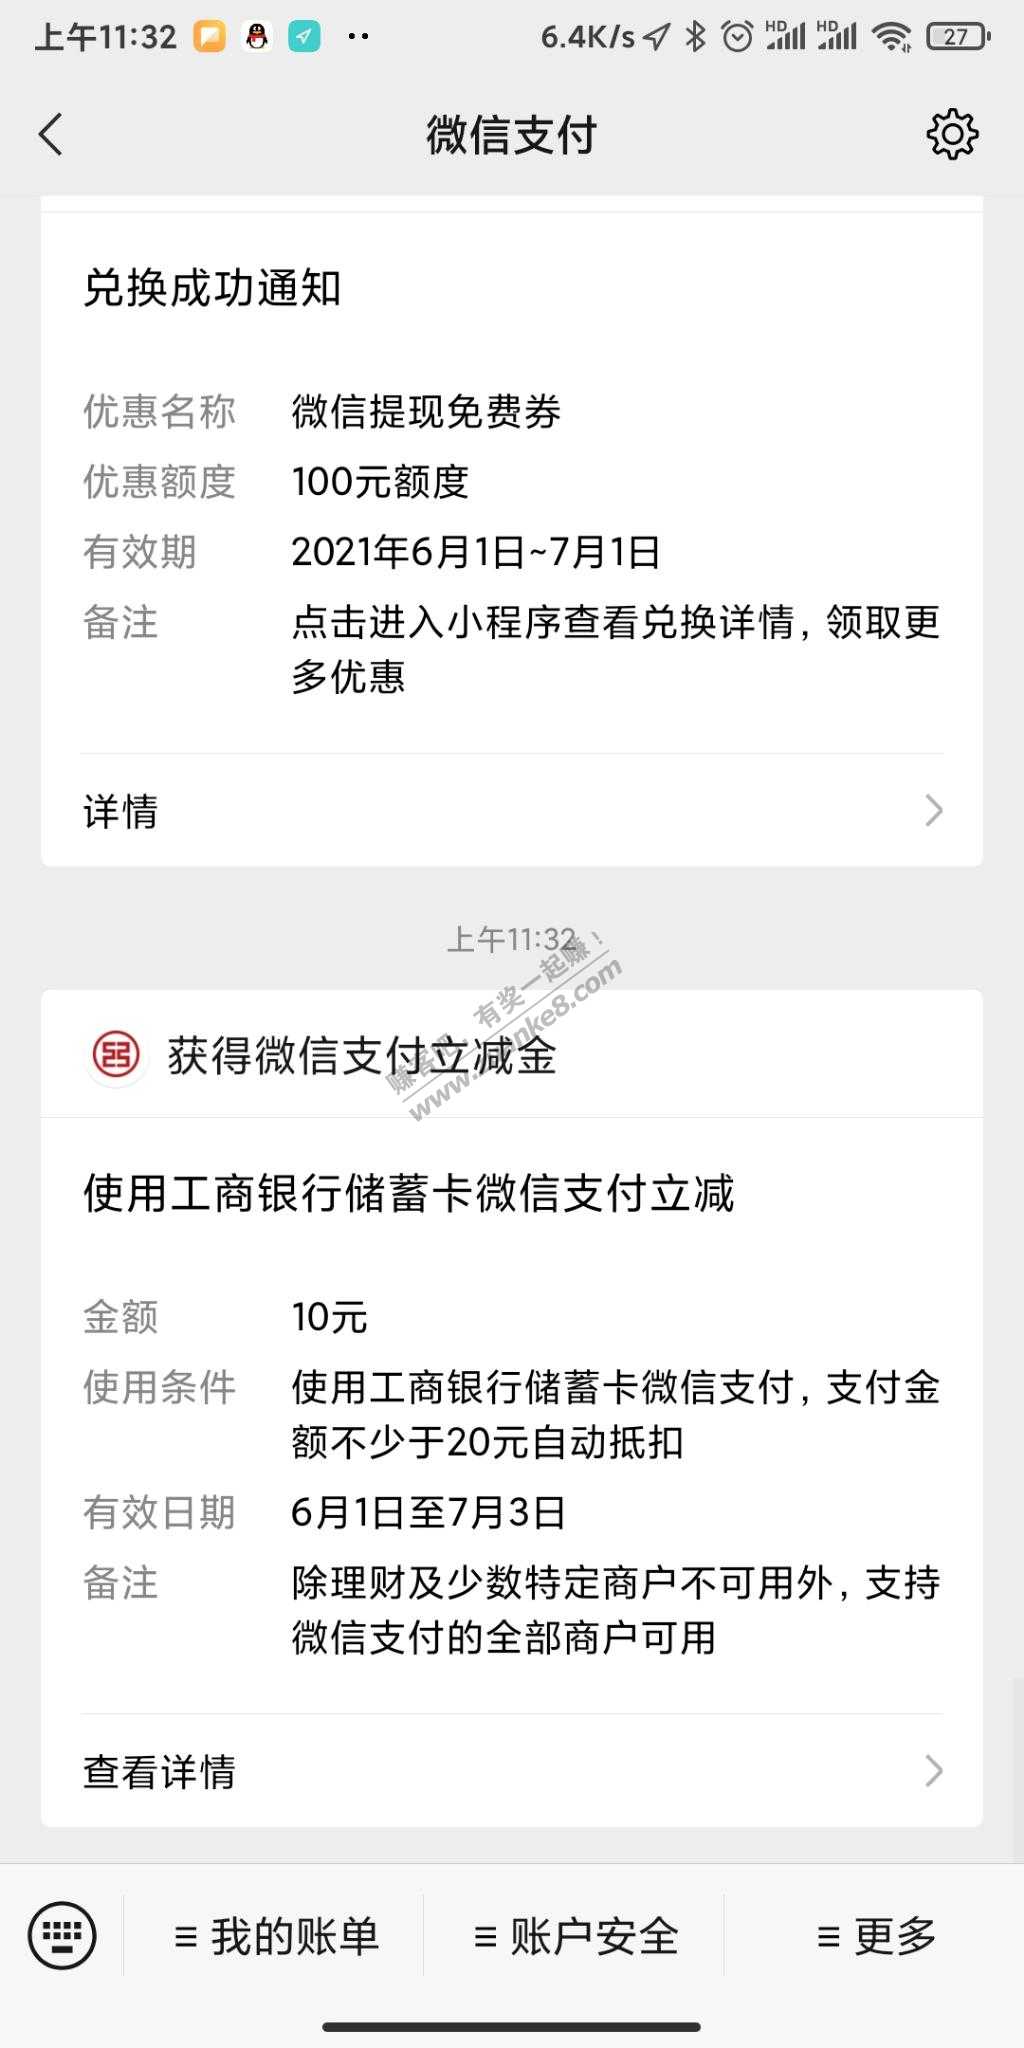 上午11:32
6.4K/s
HD
HD
27
微信支付
兑换成功通知
优惠名称 微信提现免费券
优惠额度 100元额度
有效期 2021年6月1日~7月1日
备注 点击进入小程序查看兑换详情，领取更
多优惠
详情
上午11:32
赚客吧，有奖一起赚！
www.zuanke8.com
获得微信支付立减金
使用工商银行储蓄卡微信支付立减
金额 10元
使用条件 使用工商银行储蓄卡微信支付，支付金
额不少于20元自动抵扣
有效日期 6月1日至7月3日
备注 除理财及少数特定商户不可用外，支持
微信支付的全部商户可用
查看详情
我的账单
账户安全
更多